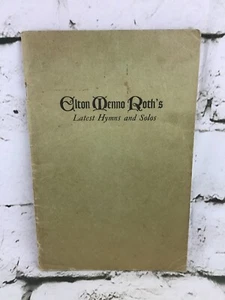 Elton Menno Roth's
Latest Hymns and Solos